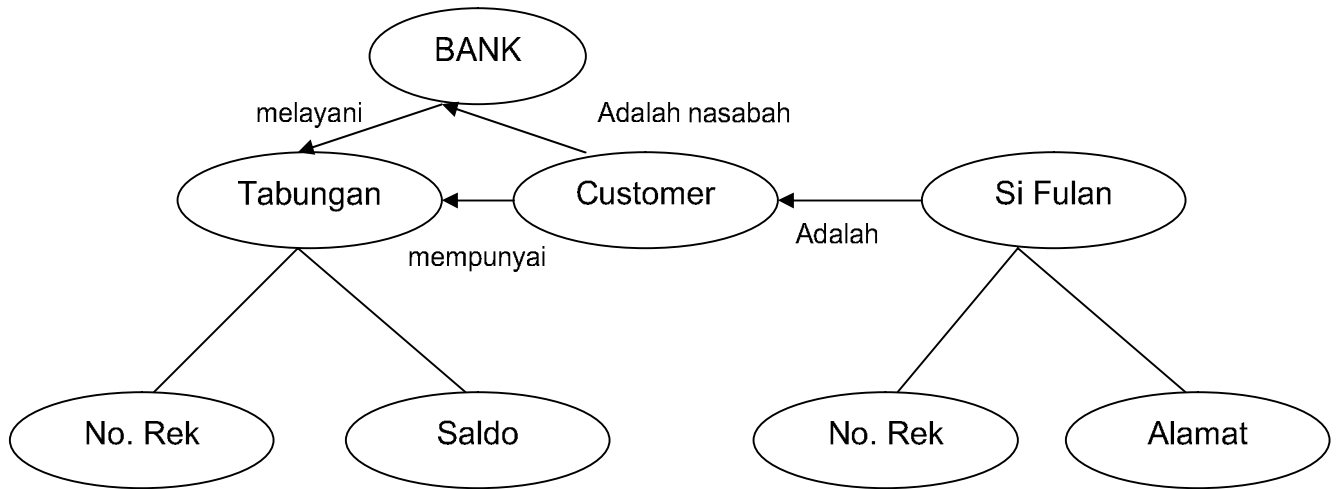 BANK
melayani
Adalah nasabah
Tabungan
Customer
Si Fulan
Adalah
mempunyai
No. Rek
Saldo
No. Rek
Alamat